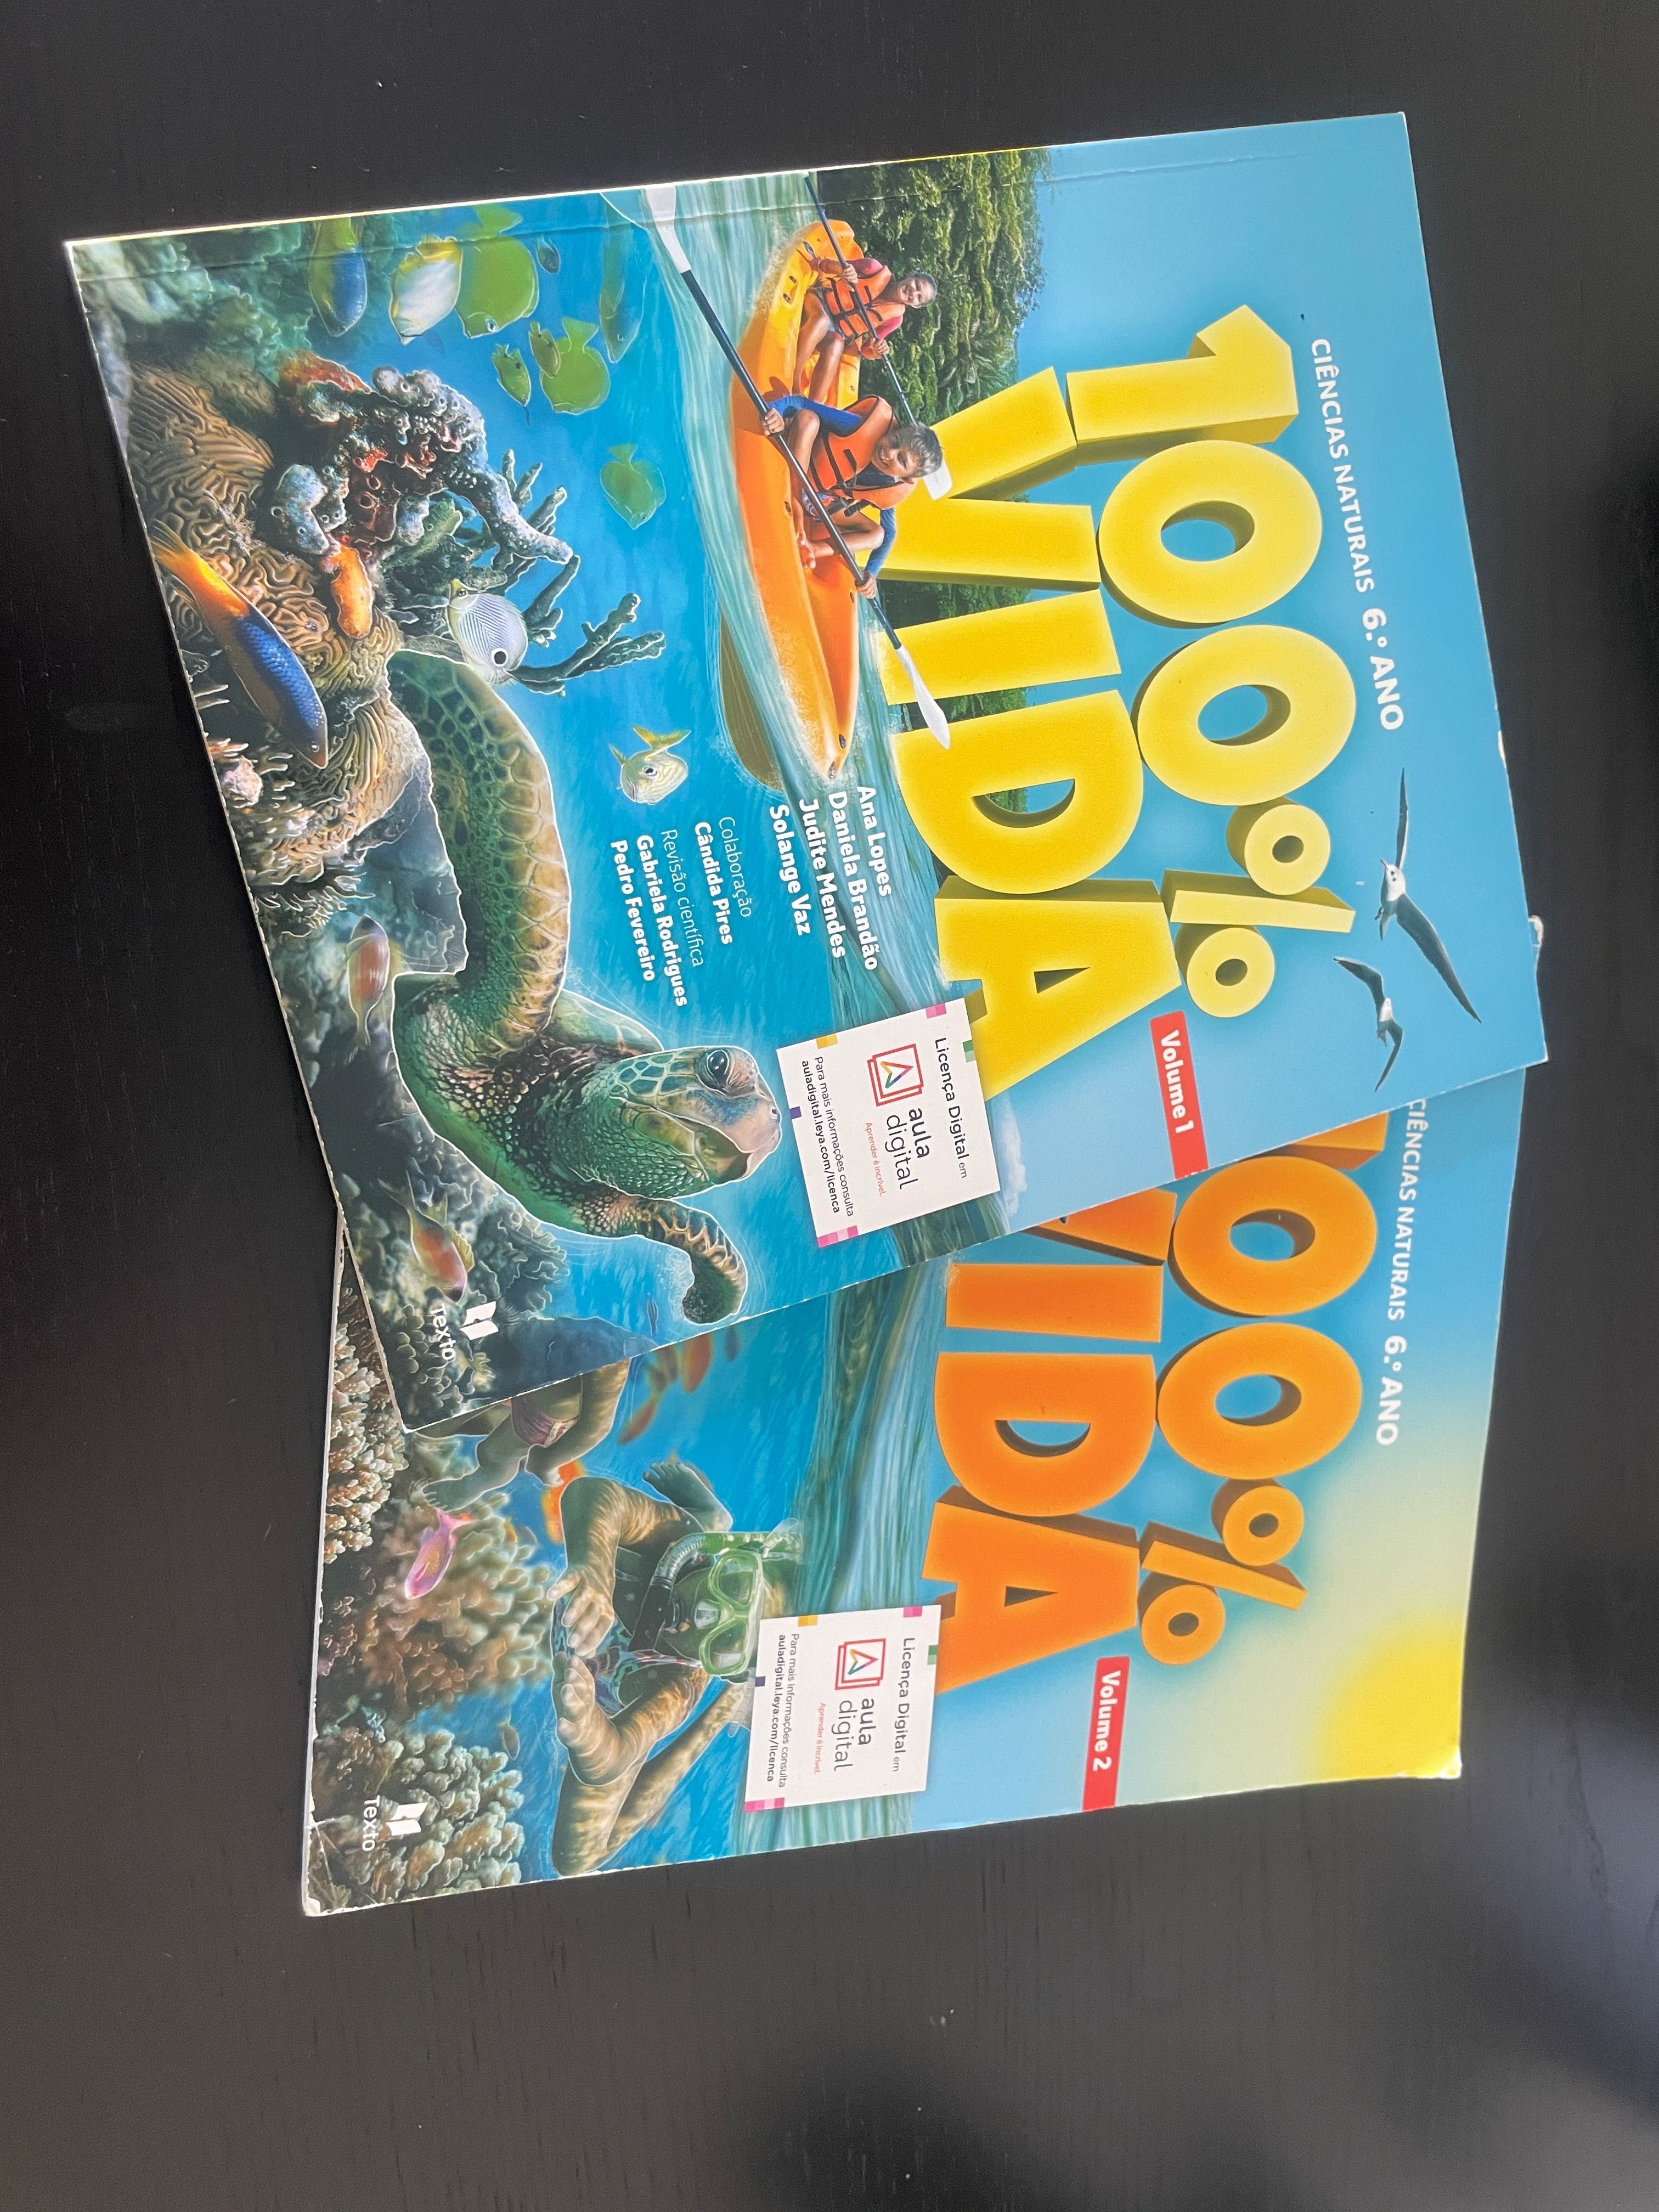 CIÊNCIAS NATURAIS 6.º ANO
100%
VIDA
Volume 1
Ana Lopes
Daniela Brandão
Judite Mendes
Solange Vaz
Colaboração
Cândida Pires
Revisão científica
Gabriela Rodrigues
Pedro Fevereiro
Licença Digital em
aula
digital
Aprender é incrível.
Para mais informações consulta
auladigital.leya.com/licenca
Texto
CIÊNCIAS NATURAIS 6.º ANO
100%
VIDA
Volume 2
Licença Digital em
aula
digital
Aprender é incrível.
Para mais informações consulta
auladigital.leya.com/licenca
Texto